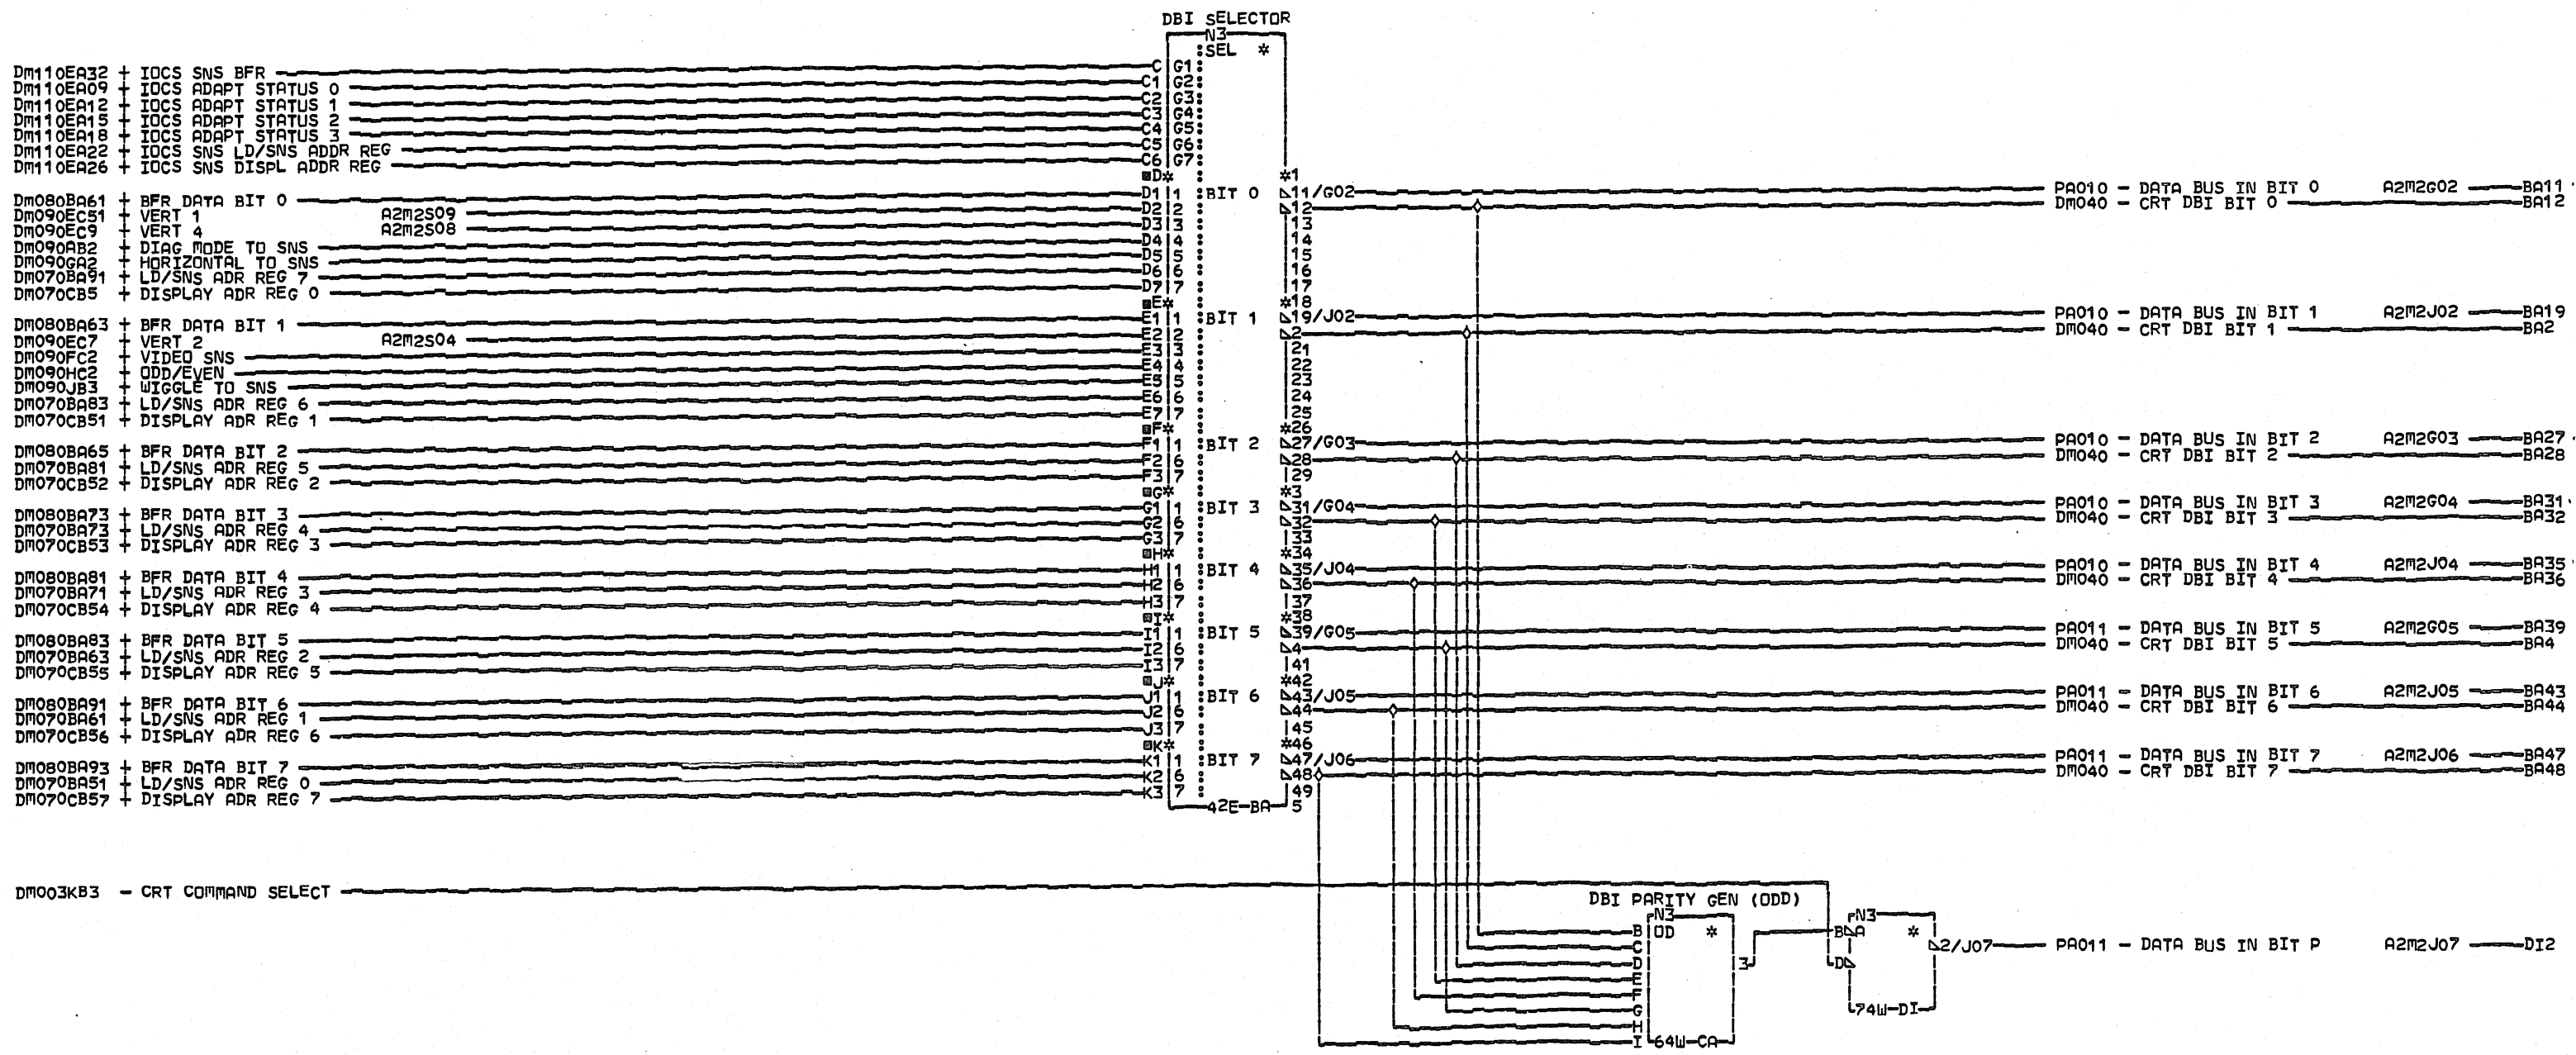 DBI SELECTOR
N3
SEL *
DM110EA32 + IOCS SNS BFR C G1
DM110EA09 + IOCS ADAPT STATUS 0 C1 G2
DM110EA12 + IOCS ADAPT STATUS 1 C2 G3
DM110EA15 + IOCS ADAPT STATUS 2 C3 G4
DM110EA18 + IOCS ADAPT STATUS 3 C4 G5
DM110EA22 + IOCS SNS LD/SNS ADDR REG C5 G6
DM110EA26 + IOCS SNS DISPL ADDR REG C6 G7
D* *1
DM080BA61 + BFR DATA BIT 0 D1 1 BIT 0 11/G02 PA010 - DATA BUS IN BIT 0 A2M2G02 BA11
DM090EC51 + VERT 1 A2M2S09 D2 2 12 DM040 - CRT DBI BIT 0 BA12
DM090EC9 + VERT 4 A2M2S08 D3 3 13
DM090AB2 + DIAG MODE TO SNS D4 4 14
DM090GA2 + HORIZONTAL TO SNS D5 5 15
DM070BA91 + LD/SNS ADR REG 7 D6 6 16
DM070CB5 + DISPLAY ADR REG 0 D7 7 17
E* *18
DM080BA63 + BFR DATA BIT 1 E1 1 BIT 1 19/J02 PA010 - DATA BUS IN BIT 1 A2M2J02 BA19
DM090EC7 + VERT 2 A2M2S04 E2 2 2 DM040 - CRT DBI BIT 1 BA2
DM090FC2 + VIDEO SNS E3 3 21
DM090HC2 + ODD/EVEN E4 4 22
DM090JB3 + WIGGLE TO SNS E5 5 23
DM070BA83 + LD/SNS ADR REG 6 E6 6 24
DM070CB51 + DISPLAY ADR REG 1 E7 7 25
F* *26
DM080BA65 + BFR DATA BIT 2 F1 1 BIT 2 27/G03 PA010 - DATA BUS IN BIT 2 A2M2G03 BA27
DM070BA81 + LD/SNS ADR REG 5 F2 6 28 DM040 - CRT DBI BIT 2 BA28
DM070CB52 + DISPLAY ADR REG 2 F3 7 29
G* *3
DM080BA73 + BFR DATA BIT 3 G1 1 BIT 3 31/G04 PA010 - DATA BUS IN BIT 3 A2M2G04 BA31
DM070BA73 + LD/SNS ADR REG 4 G2 6 32 DM040 - CRT DBI BIT 3 BA32
DM070CB53 + DISPLAY ADR REG 3 G3 7 33
H* *34
DM080BA81 + BFR DATA BIT 4 H1 1 BIT 4 35/J04 PA010 - DATA BUS IN BIT 4 A2M2J04 BA35
DM070BA71 + LD/SNS ADR REG 3 H2 6 36 DM040 - CRT DBI BIT 4 BA36
DM070CB54 + DISPLAY ADR REG 4 H3 7 37
I* *38
DM080BA83 + BFR DATA BIT 5 I1 1 BIT 5 39/G05 PA011 - DATA BUS IN BIT 5 A2M2G05 BA39
DM070BA63 + LD/SNS ADR REG 2 I2 6 4 DM040 - CRT DBI BIT 5 BA4
DM070CB55 + DISPLAY ADR REG 5 I3 7 41
J* *42
DM080BA91 + BFR DATA BIT 6 J1 1 BIT 6 43/J05 PA011 - DATA BUS IN BIT 6 A2M2J05 BA43
DM070BA61 + LD/SNS ADR REG 1 J2 6 44 DM040 - CRT DBI BIT 6 BA44
DM070CB56 + DISPLAY ADR REG 6 J3 7 45
K* *46
DM080BA93 + BFR DATA BIT 7 K1 1 BIT 7 47/J06 PA011 - DATA BUS IN BIT 7 A2M2J06 BA47
DM070BA51 + LD/SNS ADR REG 0 K2 6 48 DM040 - CRT DBI BIT 7 BA48
DM070CB57 + DISPLAY ADR REG 7 K3 7 49
42E-BA 5
DM003KB3 - CRT COMMAND SELECT
DBI PARITY GEN (ODD)
N3 N3
B OD * B A *
C 2/J07 PA011 - DATA BUS IN BIT P A2M2J07 DI2
D 3 D
E
F
G 74W-DI
H
I 64W-CA